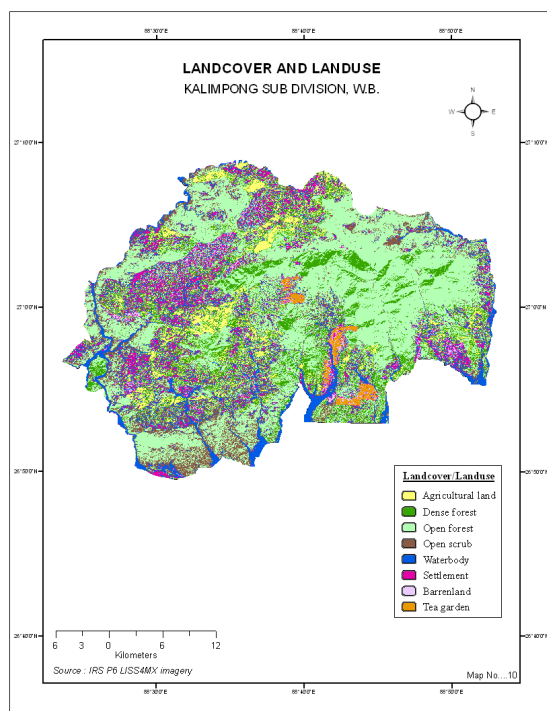 88°30'0"E 88°40'0"E 88°50'0"E
LANDCOVER AND LANDUSE
KALIMPONG SUB DIVISION, W.B.
N
W E
S
27°10'0"N 27°10'0"N
27°0'0"N 27°0'0"N
26°50'0"N 26°50'0"N
Landcover/Landuse
Agricultural land
Dense forest
Open forest
Open scrub
Waterbody
Settlement
Barrenland
Tea garden
26°40'0"N 26°40'0"N
6 3 0 6 12
Kilometers
Source : IRS P6 LISS4MX imagery
Map No....10
88°30'0"E 88°40'0"E 88°50'0"E